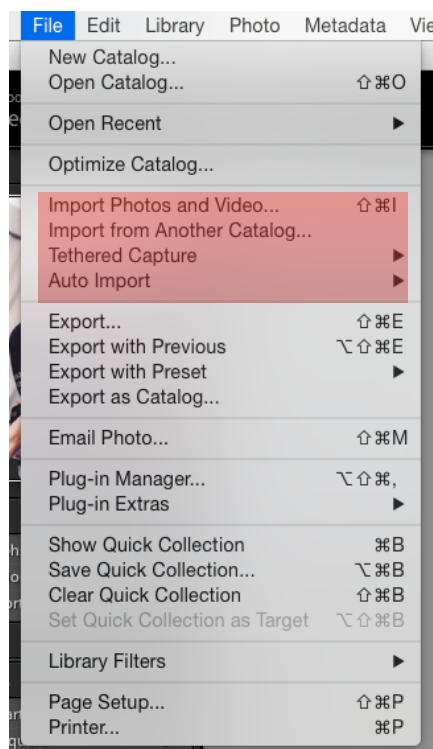 File Edit Library Photo Metadata
New Catalog...
Open Catalog... ⇧⌘O
Open Recent ▶
Optimize Catalog...
Import Photos and Video... ⇧⌘I
Import from Another Catalog...
Tethered Capture ▶
Auto Import ▶
Export... ⇧⌘E
Export with Previous ⌥⇧⌘E
Export with Preset ▶
Export as Catalog...
Email Photo... ⇧⌘M
Plug-in Manager... ⌥⇧⌘,
Plug-in Extras ▶
Show Quick Collection ⌘B
Save Quick Collection... ⌥⌘B
Clear Quick Collection ⇧⌘B
Set Quick Collection as Target ⌥⇧⌘B
Library Filters ▶
Page Setup... ⇧⌘P
Printer... ⌘P